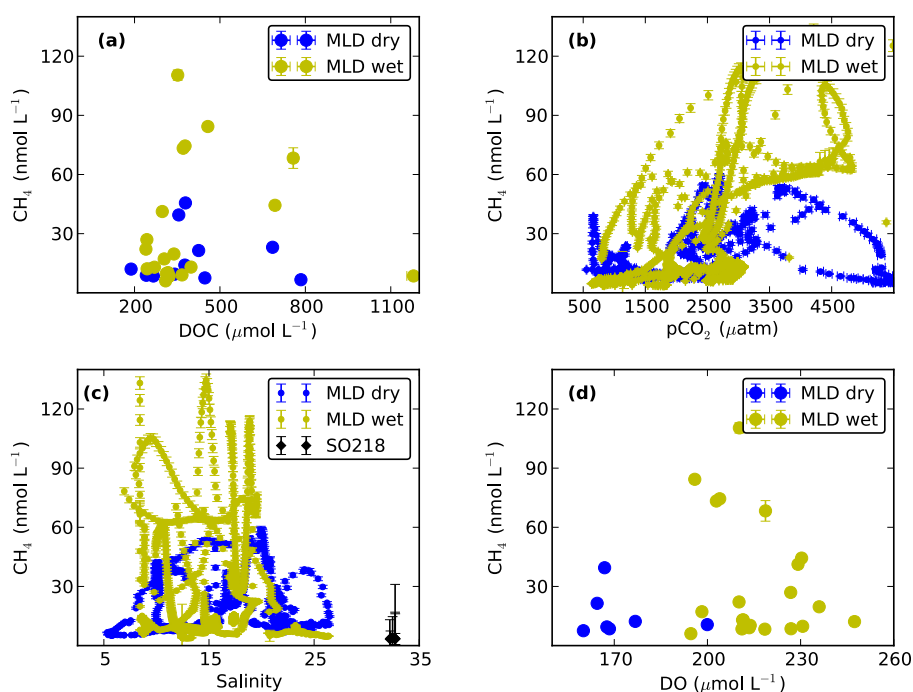 (a)
MLD dry
MLD wet
120
90
60
30
CH₄ (nmol L⁻¹)
200
500
800
1100
DOC (μmol L⁻¹)
(b)
MLD dry
MLD wet
120
90
60
30
CH₄ (nmol L⁻¹)
500
1500
2500
3500
4500
pCO₂ (μatm)
(c)
MLD dry
MLD wet
SO218
120
90
60
30
CH₄ (nmol L⁻¹)
5
15
25
35
Salinity
(d)
MLD dry
MLD wet
120
90
60
30
CH₄ (nmol L⁻¹)
170
200
230
260
DO (μmol L⁻¹)